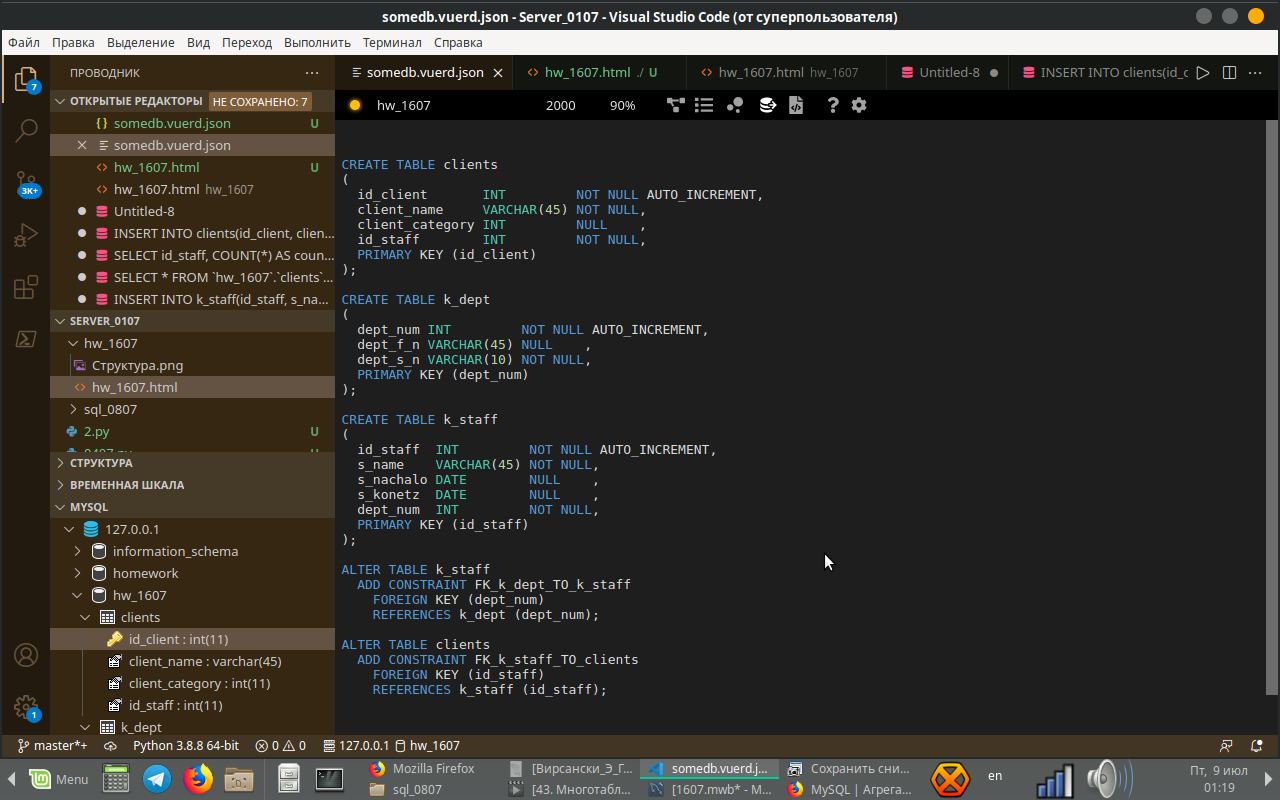 somedb.vuerd.json - Server_0107 - Visual Studio Code (от суперпользователя)
Файл Правка Выделение Вид Переход Выполнить Терминал Справка
ПРОВОДНИК
somedb.vuerd.json
hw_1607.html ./ U
hw_1607.html hw_1607
Untitled-8
INSERT INTO clients(id_c
ОТКРЫТЫЕ РЕДАКТОРЫ НЕ СОХРАНЕНО: 7
somedb.vuerd.json U
somedb.vuerd.json
hw_1607.html U
hw_1607.html hw_1607
Untitled-8
INSERT INTO clients(id_client, clien...
SELECT id_staff, COUNT(*) AS coun...
SELECT * FROM `hw_1607`.`clients`...
INSERT INTO k_staff(id_staff, s_na...
SERVER_0107
hw_1607
Структура.png
hw_1607.html
sql_0807
2.py U
СТРУКТУРА
ВРЕМЕННАЯ ШКАЛА
MYSQL
127.0.0.1
information_schema
homework
hw_1607
clients
id_client : int(11)
client_name : varchar(45)
client_category : int(11)
id_staff : int(11)
k_dept
7
3K+
1
hw_1607 2000 90%
CREATE TABLE clients
(
id_client INT NOT NULL AUTO_INCREMENT,
client_name VARCHAR(45) NOT NULL,
client_category INT NULL ,
id_staff INT NOT NULL,
PRIMARY KEY (id_client)
);
CREATE TABLE k_dept
(
dept_num INT NOT NULL AUTO_INCREMENT,
dept_f_n VARCHAR(45) NULL ,
dept_s_n VARCHAR(10) NOT NULL,
PRIMARY KEY (dept_num)
);
CREATE TABLE k_staff
(
id_staff INT NOT NULL AUTO_INCREMENT,
s_name VARCHAR(45) NOT NULL,
s_nachalo DATE NULL ,
s_konetz DATE NULL ,
dept_num INT NOT NULL,
PRIMARY KEY (id_staff)
);
ALTER TABLE k_staff
ADD CONSTRAINT FK_k_dept_TO_k_staff
FOREIGN KEY (dept_num)
REFERENCES k_dept (dept_num);
ALTER TABLE clients
ADD CONSTRAINT FK_k_staff_TO_clients
FOREIGN KEY (id_staff)
REFERENCES k_staff (id_staff);
master*+ Python 3.8.8 64-bit 0 0 127.0.0.1 hw_1607
Menu
Mozilla Firefox
sql_0807
[Вирсански_Э_Г...
[43. Многотабл...
somedb.vuerd.j...
[1607.mwb* - M...
Сохранить сни...
MySQL | Агрега...
en
Пт, 9 июл
01:19